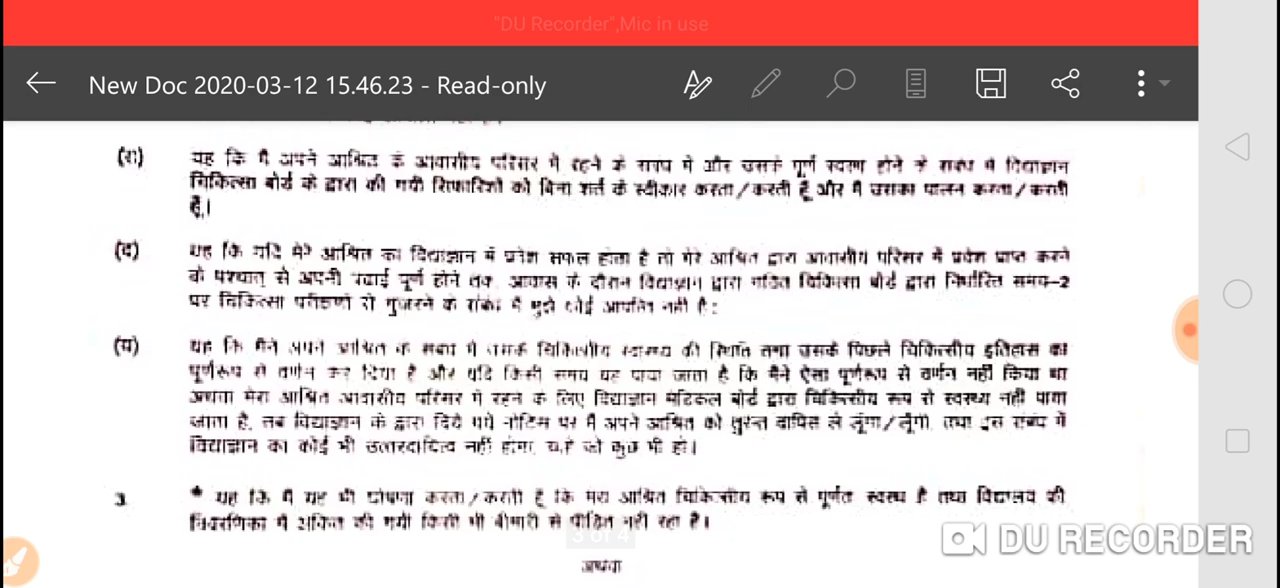 "DU Recorder",Mic in use
New Doc 2020-03-12 15.46.23 - Read-only
(स) यह कि मैं अपने आश्रित के आवासीय परिसर में रहने के सबंध में और उसके पूर्ण स्वस्थ होने के सबंध में विद्याज्ञान
चिकित्सा बोर्ड के द्वारा की गयी सिफारिशों को बिना शर्त के स्वीकार करता/करती हूँ और मैं उसका पालन करता/करती
हूँ।
(द) यह कि यदि मेरे आश्रित का विद्याज्ञान में प्रवेश सफल होता है तो मेरे आश्रित द्वारा आवासीय परिसर में प्रवेश प्राप्त करने
के पश्चात् से अपनी पढाई पूर्ण होने तक, आवास के दौरान विद्याज्ञान द्वारा गठित चिकित्सा बोर्ड द्वारा निर्धारित समय-2
पर चिकित्सा परीक्षणों से गुजरने के संबंध में मुझे कोई आपत्ति नहीं है:
(य) यह कि मैंने अपने आश्रित के सबंध में उसके चिकित्सीय स्वास्थ्य की स्थिति तथा उसके पिछले चिकित्सीय इतिहास का
पूर्णरूप से वर्णन कर दिया है और यदि किसी समय यह पाया जाता है कि मैंने ऐसा पूर्णरूप से वर्णन नहीं किया था
अथवा मेरा आश्रित आवासीय परिसर में रहने के लिए विद्याज्ञान मेडिकल बोर्ड द्वारा चिकित्सीय रूप से स्वस्थ नहीं पाया
जाता है, तब विद्याज्ञान के द्वारा दिये गये नोटिस पर मैं अपने आश्रित को तुरन्त वापिस ले लूंगा/लूंगी, तथा इस संबंध में
विद्याज्ञान का कोई भी उत्तरदायित्व नहीं होगा, चाहे जो कुछ भी हो।
3. * यह कि मैं यह भी घोषणा करता/करती हूँ कि मेरा आश्रित चिकित्सीय रूप से पूर्णत स्वस्थ है तथा विद्यालय की
विवरणिका में अंकित की गयी किसी भी बीमारी से पीडित नहीं रहा है।
3 of 4
DU RECORDER
अथवा